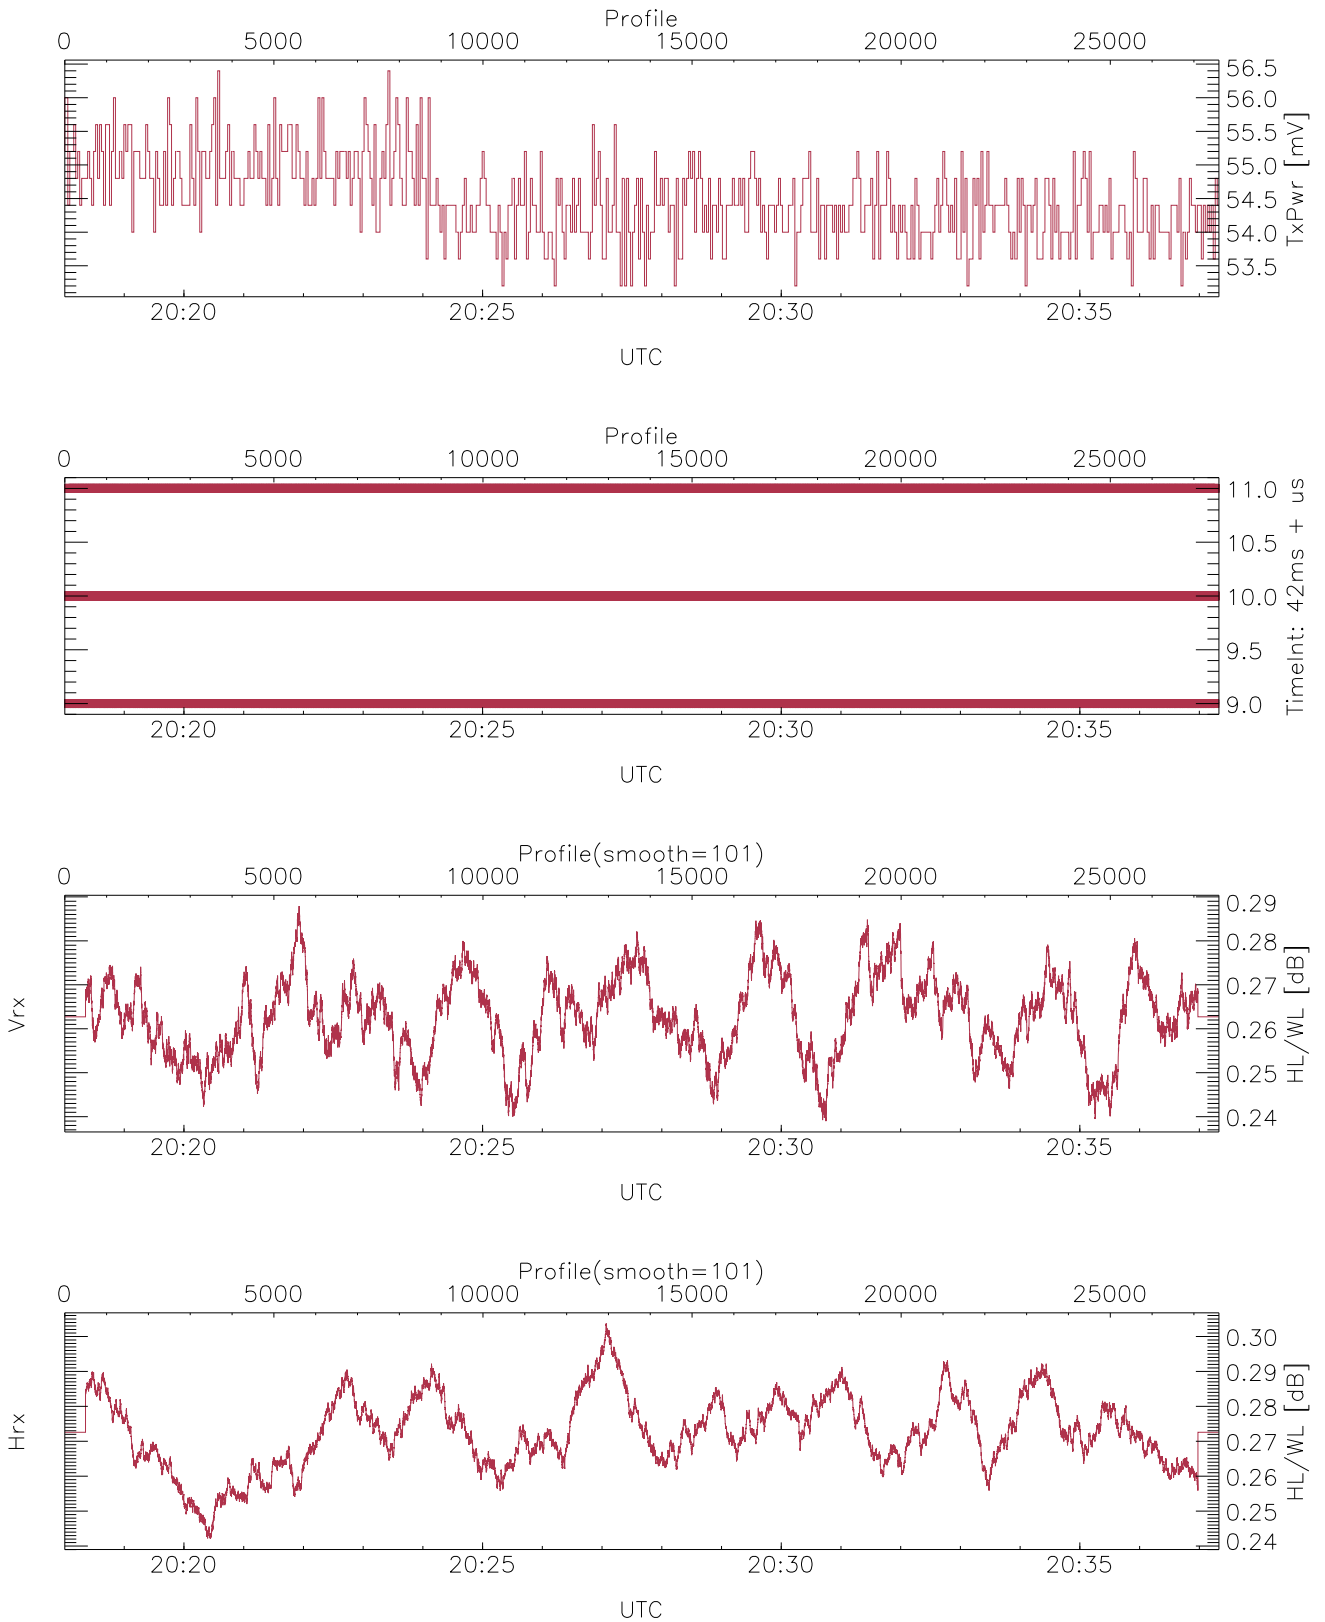 Profile
0 5000 10000 15000 20000 25000
56.5
56.0
55.5
55.0
54.5
54.0
53.5
TxPwr [mV]
20:20 20:25 20:30 20:35
UTC
Profile
0 5000 10000 15000 20000 25000
11.0
10.5
10.0
9.5
9.0
TimeInt: 42ms + us
20:20 20:25 20:30 20:35
UTC
Profile(smooth=101)
0 5000 10000 15000 20000 25000
Vrx
0.29
0.28
0.27
0.26
0.25
0.24
HL/WL [dB]
20:20 20:25 20:30 20:35
UTC
Profile(smooth=101)
0 5000 10000 15000 20000 25000
Hrx
0.30
0.29
0.28
0.27
0.26
0.25
0.24
HL/WL [dB]
20:20 20:25 20:30 20:35
UTC